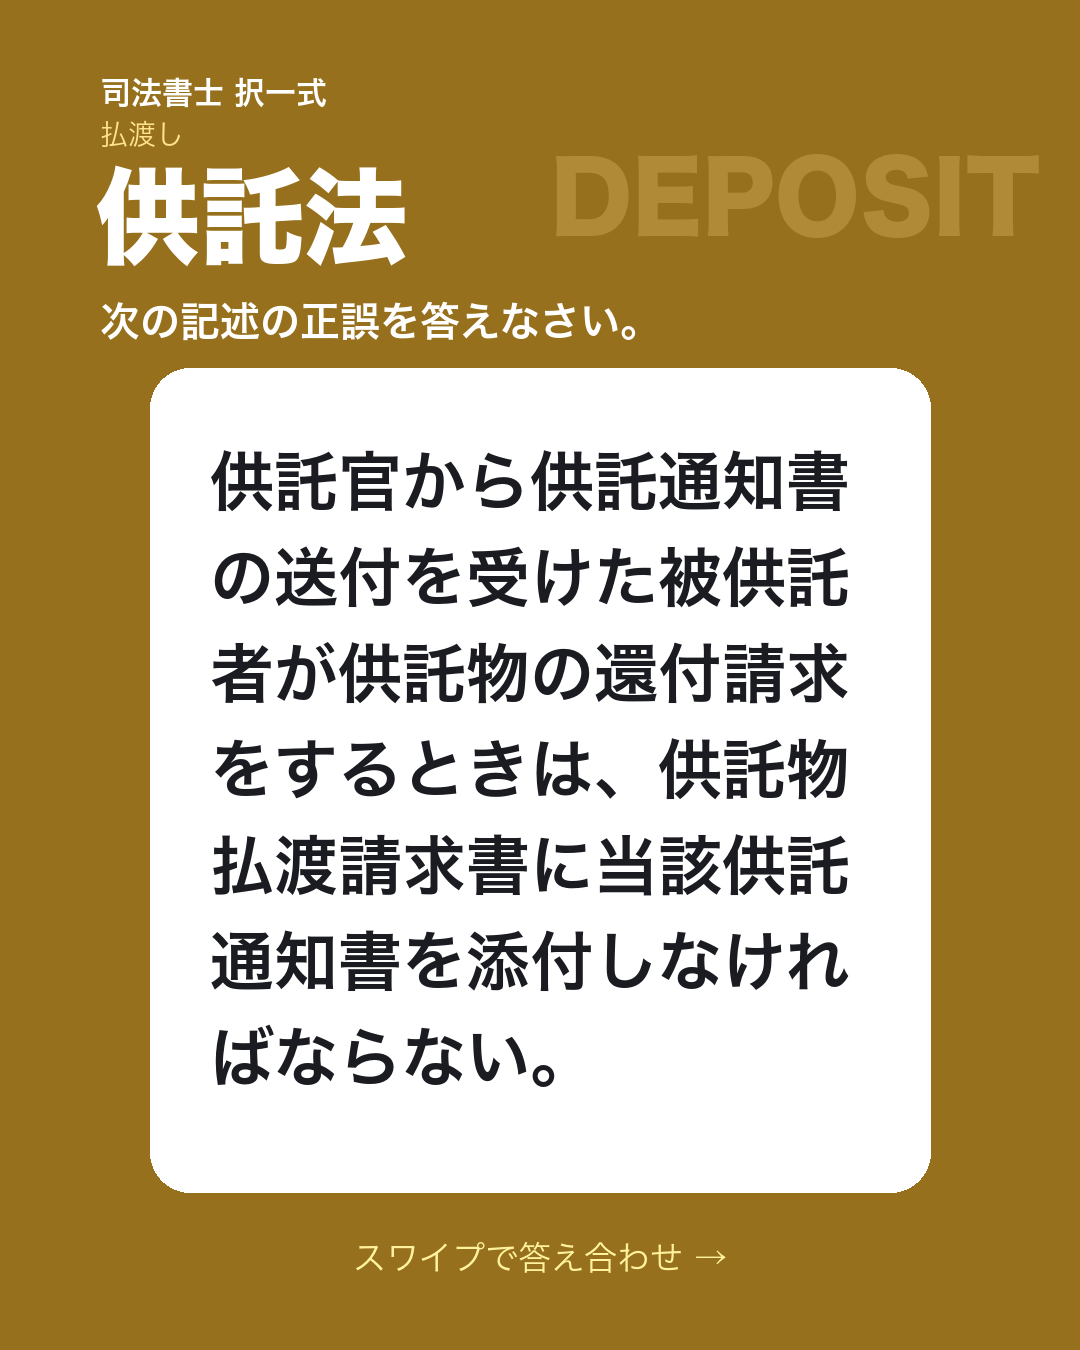 司法書士 択一式
払渡し
供託法
DEPOSIT
次の記述の正誤を答えなさい。
供託官から供託通知書
の送付を受けた被供託
者が供託物の還付請求
をするときは、供託物
払渡請求書に当該供託
通知書を添付しなけれ
ばならない。
スワイプで答え合わせ →